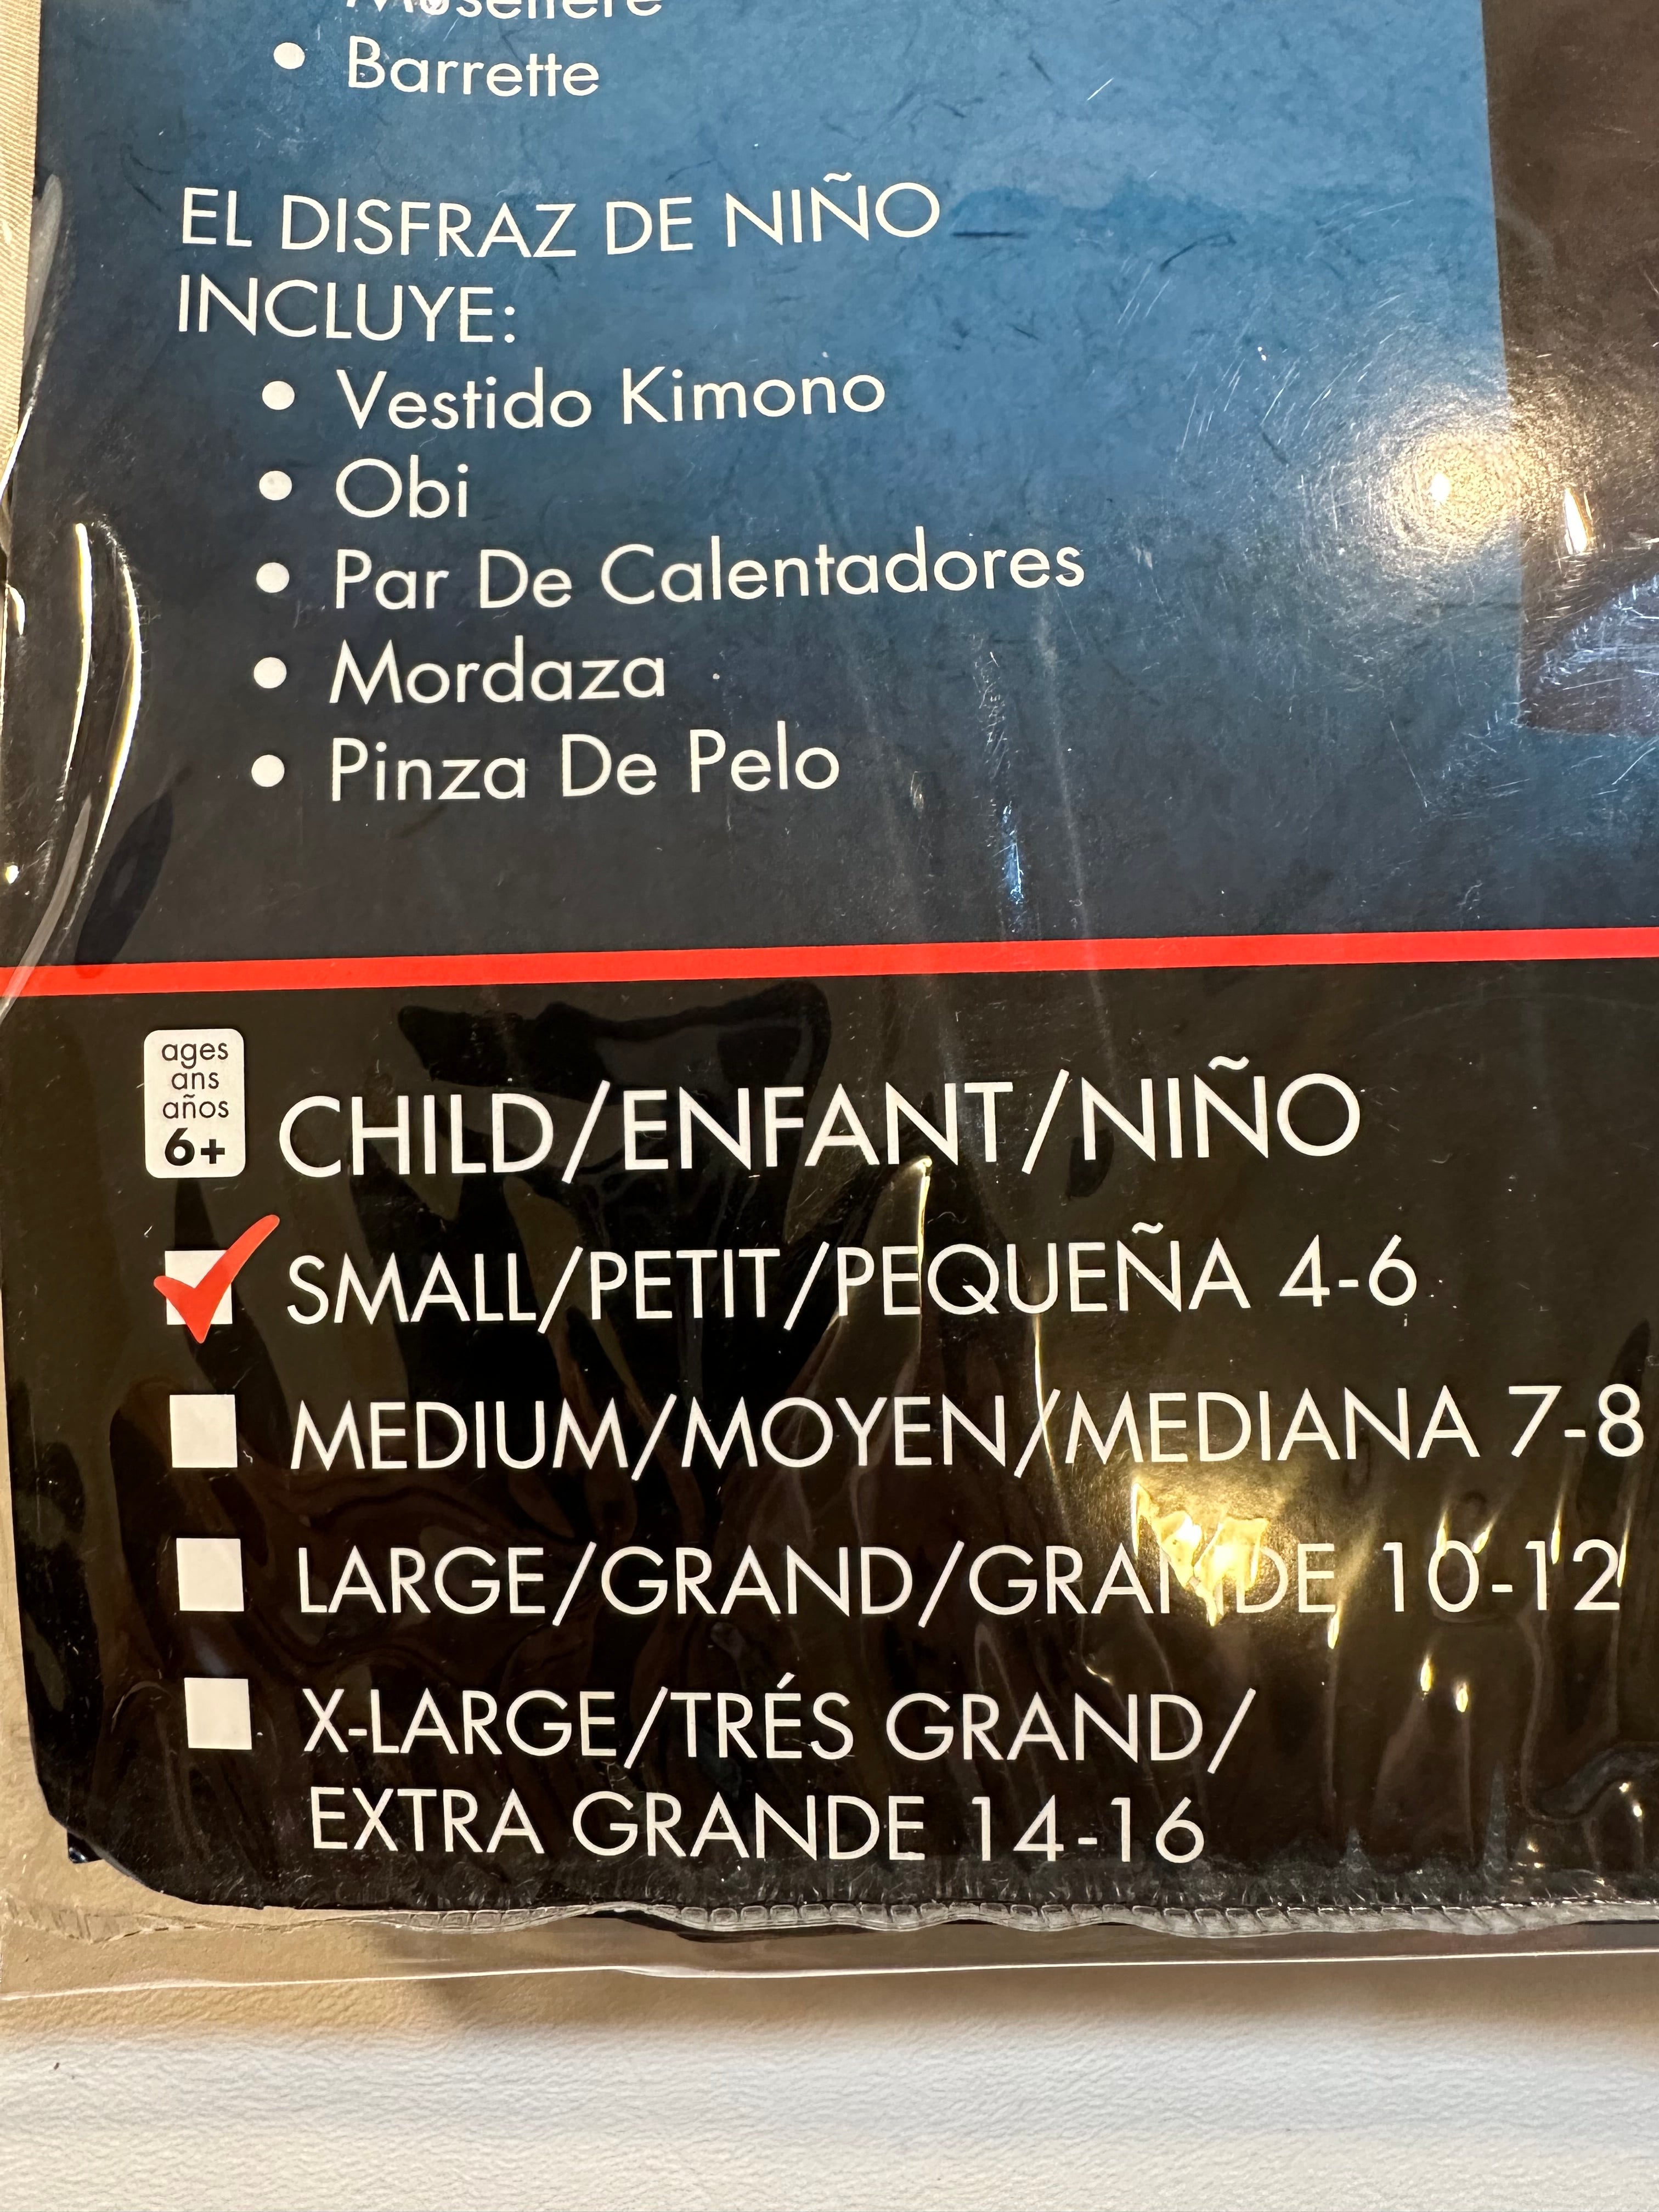 • Barrette
EL DISFRAZ DE NIÑO
INCLUYE:
• Vestido Kimono
• Obi
• Par De Calentadores
• Mordaza
• Pinza De Pelo
ages
ans
años
6+
CHILD/ENFANT/NIÑO
SMALL/PETIT/PEQUEÑA 4-6
MEDIUM/MOYEN/MEDIANA 7-8
LARGE/GRAND/GRANDE 10-12
X-LARGE/TRÉS GRAND/
EXTRA GRANDE 14-16